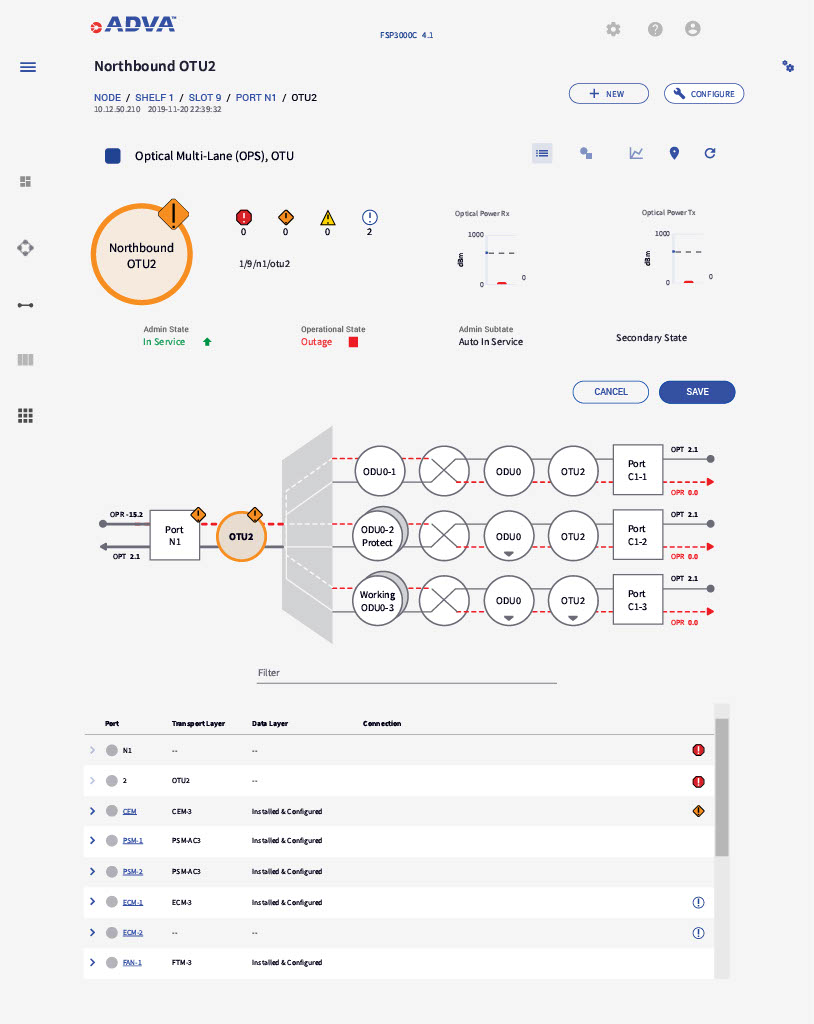 ADVA™
FSP3000C 4.1
Northbound OTU2
NODE / SHELF 1 / SLOT 9 / PORT N1 / OTU2
10.12.50.210 2019-11-20 22:39:32
NEW
CONFIGURE
Optical Multi-Lane (OPS), OTU
Northbound
OTU2
0 0 0 2
1/9/n1/otu2
Optical Power Rx
1000
dBm
0
0
Optical Power Tx
1000
dBm
0
0
Admin State
In Service
Operational State
Outage
Admin Substate
Auto In Service
Secondary State
CANCEL
SAVE
ODU0-1
ODU0
OTU2
Port
C1-1
OPT 2.1
OPR 0.0
OPR -15.2
OPT 2.1
Port
N1
OTU2
ODU0-2
Protect
ODU0
OTU2
Port
C1-2
OPT 2.1
OPR 0.0
Working
ODU0-3
ODU0
OTU2
Port
C1-3
OPT 2.1
OPR 0.0
Filter
Port Transport Layer Data Layer Connection
N1 -- --
2 OTU2 --
CEM CEM-3 Installed & Configured
PSM-1 PSM-AC3 Installed & Configured
PSM-2 PSM-AC3 Installed & Configured
ECM-1 ECM-3 Installed & Configured
ECM-2 -- --
FAN-1 FTM-3 Installed & Configured